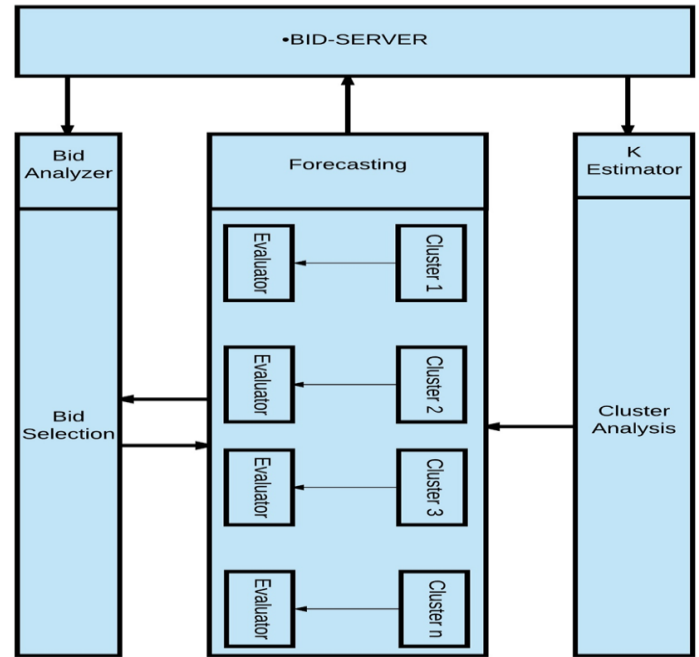 •BID-SERVER
Bid
Analyzer
Forecasting
K
Estimator
Evaluator
Cluster 1
Evaluator
Cluster 2
Bid
Selection
Cluster
Analysis
Evaluator
Cluster 3
Evaluator
Cluster n